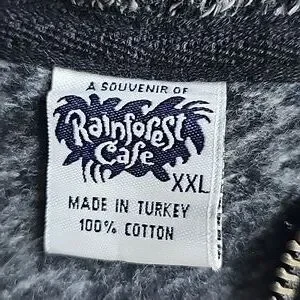 A SOUVENIR OF
Rainforest
Cafe
XXL
MADE IN TURKEY
100% COTTON